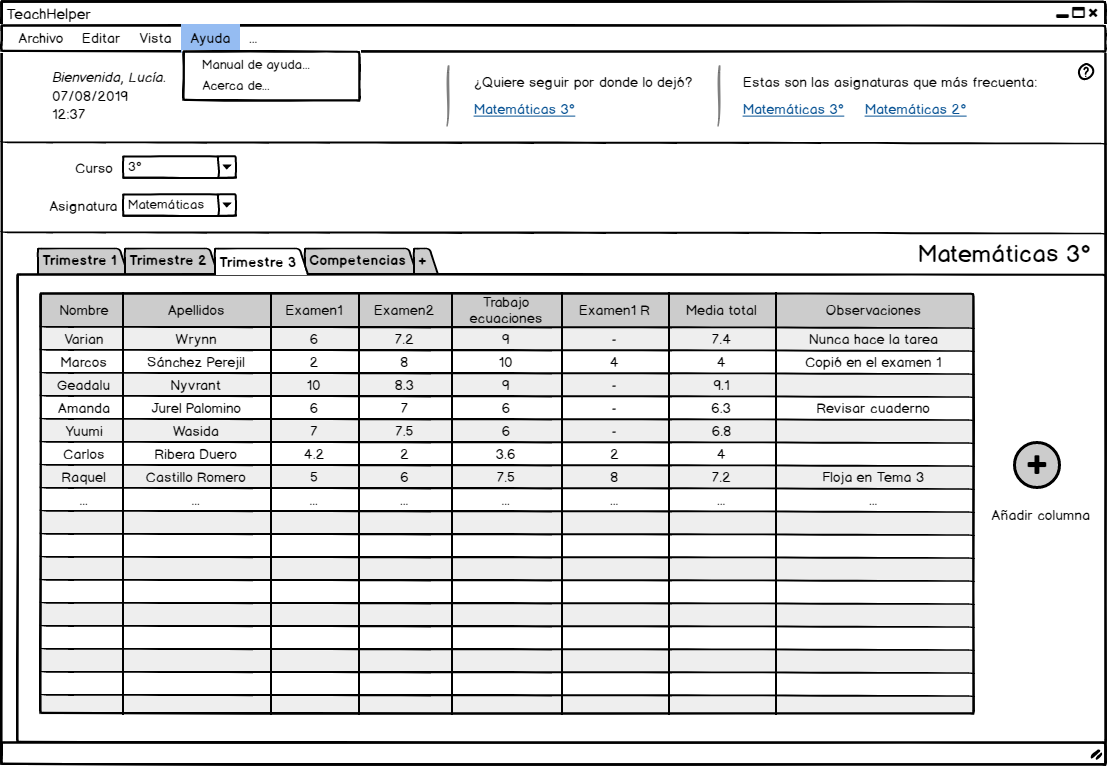 TeachHelper
Archivo Editar Vista Ayuda ...
Manual de ayuda...
Acerca de...
Bienvenida, Lucía.
07/08/2019
12:37
¿Quiere seguir por donde lo dejó?
Matemáticas 3º
Estas son las asignaturas que más frecuenta:
Matemáticas 3º Matemáticas 2º
?
Curso 3º
Asignatura Matemáticas
Trimestre 1 Trimestre 2 Trimestre 3 Competencias +
Matemáticas 3º
Nombre Apellidos Examen1 Examen2 Trabajo ecuaciones Examen1 R Media total Observaciones
Varian Wrynn 6 7.2 9 - 7.4 Nunca hace la tarea
Marcos Sánchez Perejil 2 8 10 4 4 Copió en el examen 1
Geadalu Nyvrant 10 8.3 9 - 9.1
Amanda Jurel Palomino 6 7 6 - 6.3 Revisar cuaderno
Yuumi Wasida 7 7.5 6 - 6.8
Carlos Ribera Duero 4.2 2 3.6 2 4
Raquel Castillo Romero 5 6 7.5 8 7.2 Floja en Tema 3
... ... ... ... ... ... ... ...
+
Añadir columna